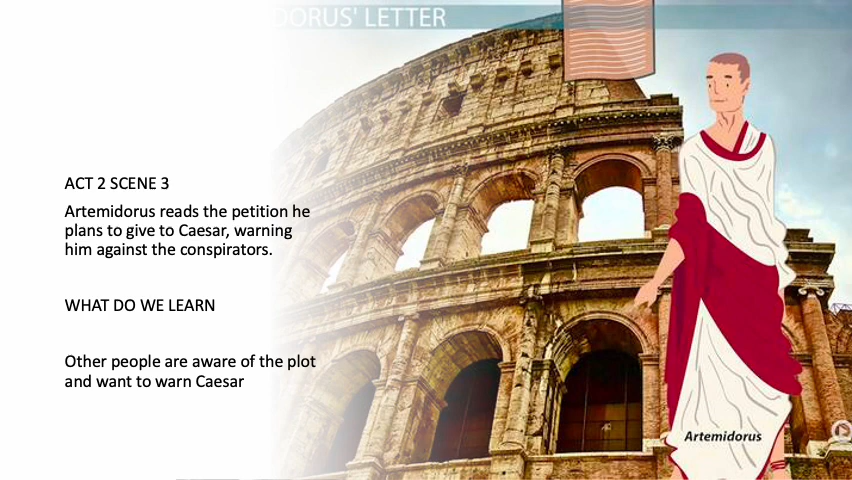 DORUS' LETTER
ACT 2 SCENE 3
Artemidorus reads the petition he
plans to give to Caesar, warning
him against the conspirators.
WHAT DO WE LEARN
Other people are aware of the plot
and want to warn Caesar
Artemidorus